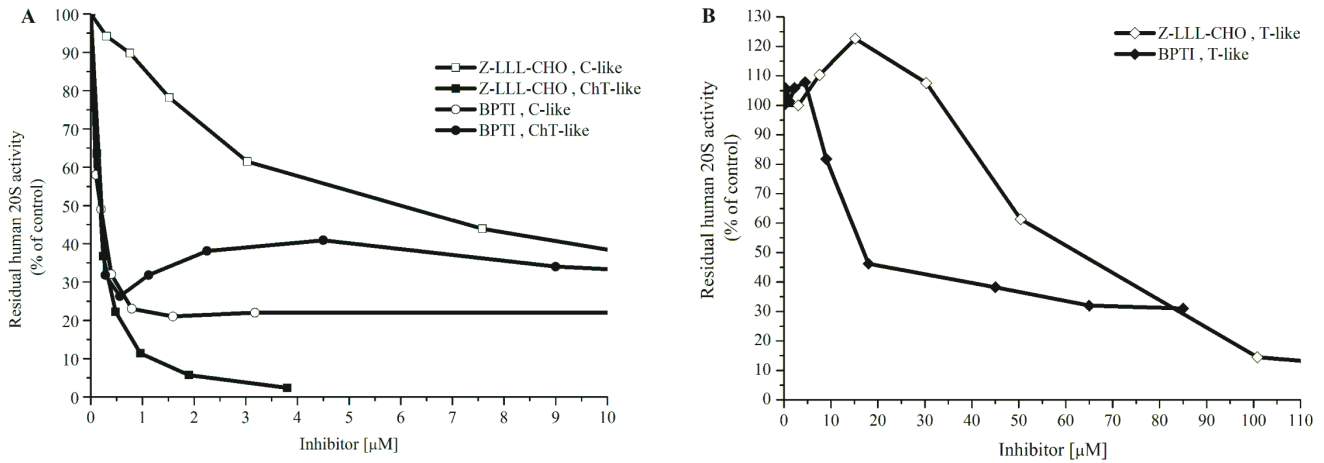 A
Residual human 20S activity
(% of control)
100
90
80
70
60
50
40
30
20
10
0
0 1 2 3 4 5 6 7 8 9 10
Inhibitor [µM]
Z-LLL-CHO , C-like
Z-LLL-CHO , ChT-like
BPTI , C-like
BPTI , ChT-like
B
Residual human 20S activity
(% of control)
130
120
110
100
90
80
70
60
50
40
30
20
10
0
0 10 20 30 40 50 60 70 80 90 100 110
Inhibitor [µM]
Z-LLL-CHO , T-like
BPTI , T-like